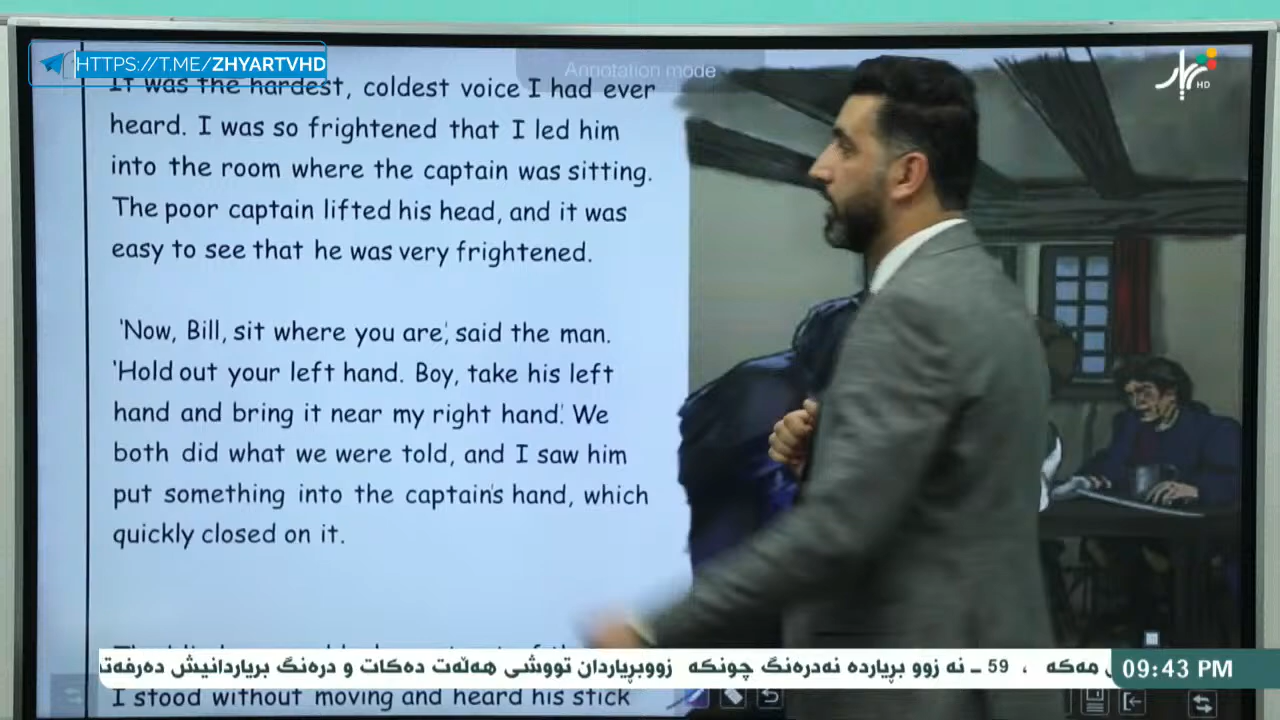 HTTPS://T.ME/ZHYARTVHD
Annotation mode
HD
It was the hardest, coldest voice I had ever
heard. I was so frightened that I led him
into the room where the captain was sitting.
The poor captain lifted his head, and it was
easy to see that he was very frightened.
'Now, Bill, sit where you are,' said the man.
'Hold out your left hand. Boy, take his left
hand and bring it near my right hand.' We
both did what we were told, and I saw him
put something into the captain's hand, which
quickly closed on it.
I stood without moving and heard his stick
مەکە ، 59 ـ نە زوو بڕیاردە نەدرەنگ چونکە زووبڕیاردان تووشی هەڵەت دەکات و درەنگ بریاردانیش دەرفەت
09:43 PM